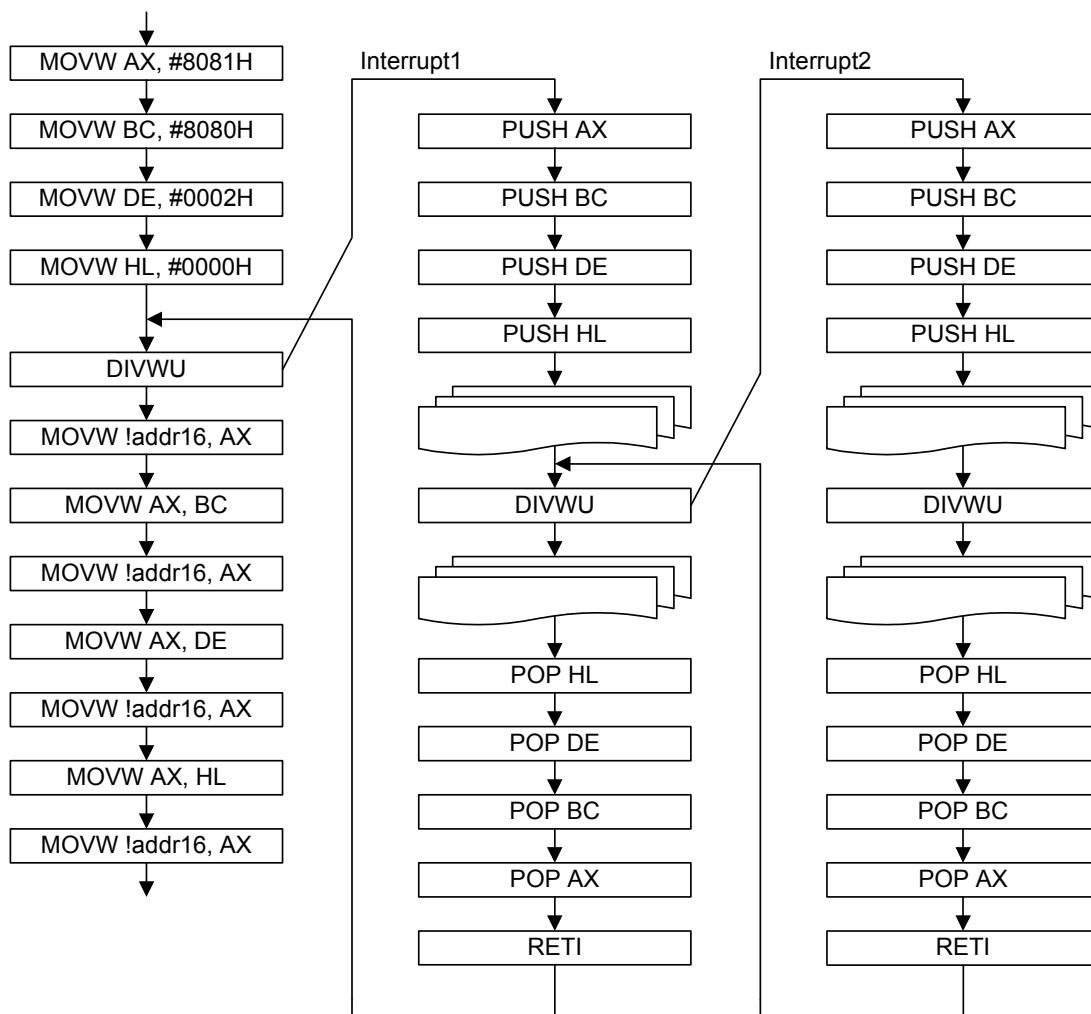 MOVW AX, #8081H
MOVW BC, #8080H
MOVW DE, #0002H
MOVW HL, #0000H
DIVWU
MOVW !addr16, AX
MOVW AX, BC
MOVW !addr16, AX
MOVW AX, DE
MOVW !addr16, AX
MOVW AX, HL
MOVW !addr16, AX
Interrupt1
PUSH AX
PUSH BC
PUSH DE
PUSH HL
DIVWU
POP HL
POP DE
POP BC
POP AX
RETI
Interrupt2
PUSH AX
PUSH BC
PUSH DE
PUSH HL
DIVWU
POP HL
POP DE
POP BC
POP AX
RETI